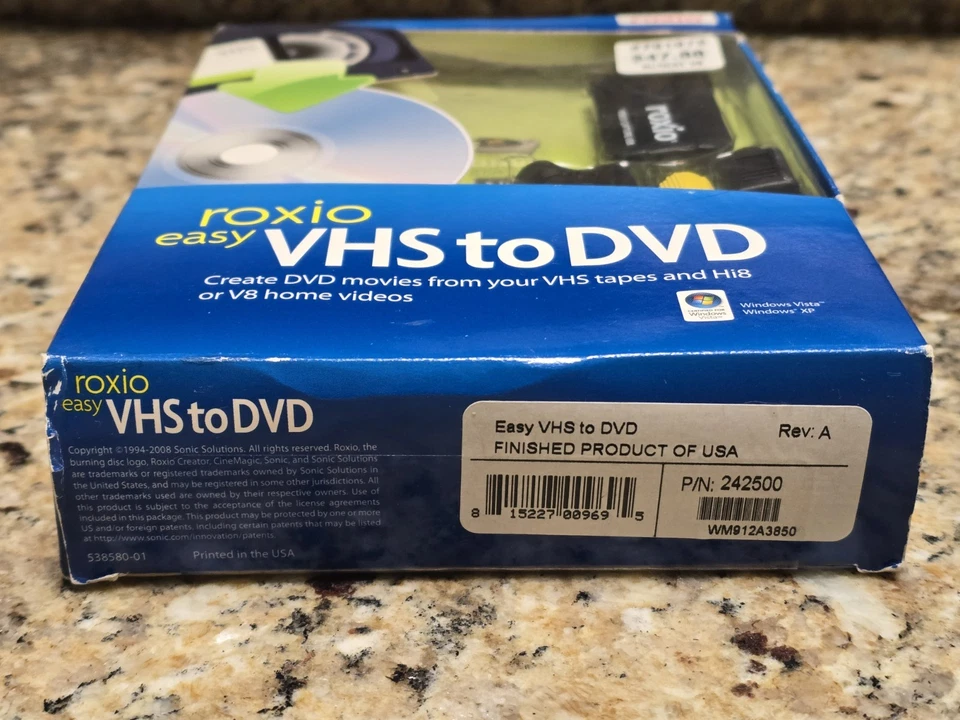 $47.88
roxio
roxio
easy VHS to DVD
Create DVD movies from your VHS tapes and Hi8
or V8 home videos
Windows Vista™
Windows® XP
roxio
easy VHS to DVD
Copyright ©1994-2008 Sonic Solutions. All rights reserved. Roxio, the
burning disc logo, Roxio Creator, CineMagic, Sonic, and Sonic Solutions
are trademarks or registered trademarks owned by Sonic Solutions in
the United States, and may be registered in some other jurisdictions. All
other trademarks used are owned by their respective owners. Use of
this product is subject to the acceptance of the license agreements
included in this package. This product may be protected by one or more
US and/or foreign patents, including certain patents that may be listed
at http://www.sonic.com/innovation/patents
538580-01 Printed in the USA
Easy VHS to DVD Rev: A
FINISHED PRODUCT OF USA
8 15227 00969 5
P/N: 242500
WM912A3850